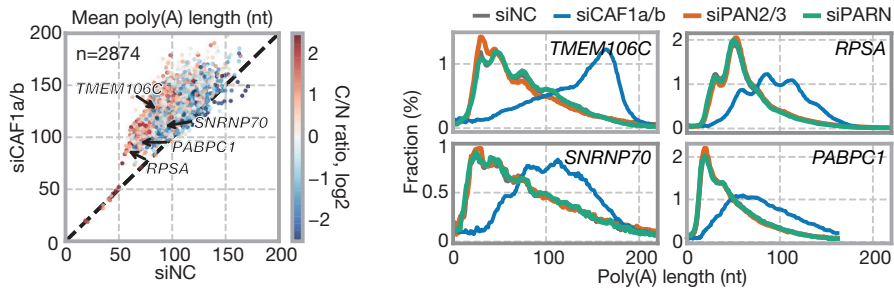 Mean poly(A) length (nt)
n=2874
200
150
100
50
0
TMEM106C
SNRNP70
PABPC1
RPSA
siCAF1a/b
0
50
100
150
200
siNC
2
1
0
−1
−2
C/N ratio, log2
siNC siCAF1a/b siPAN2/3 siPARN
TMEM106C
1
0
RPSA
2
1
0
SNRNP70
1
0.5
0
PABPC1
2
1
0
Fraction (%)
0 100 200
0 100 200
Poly(A) length (nt)